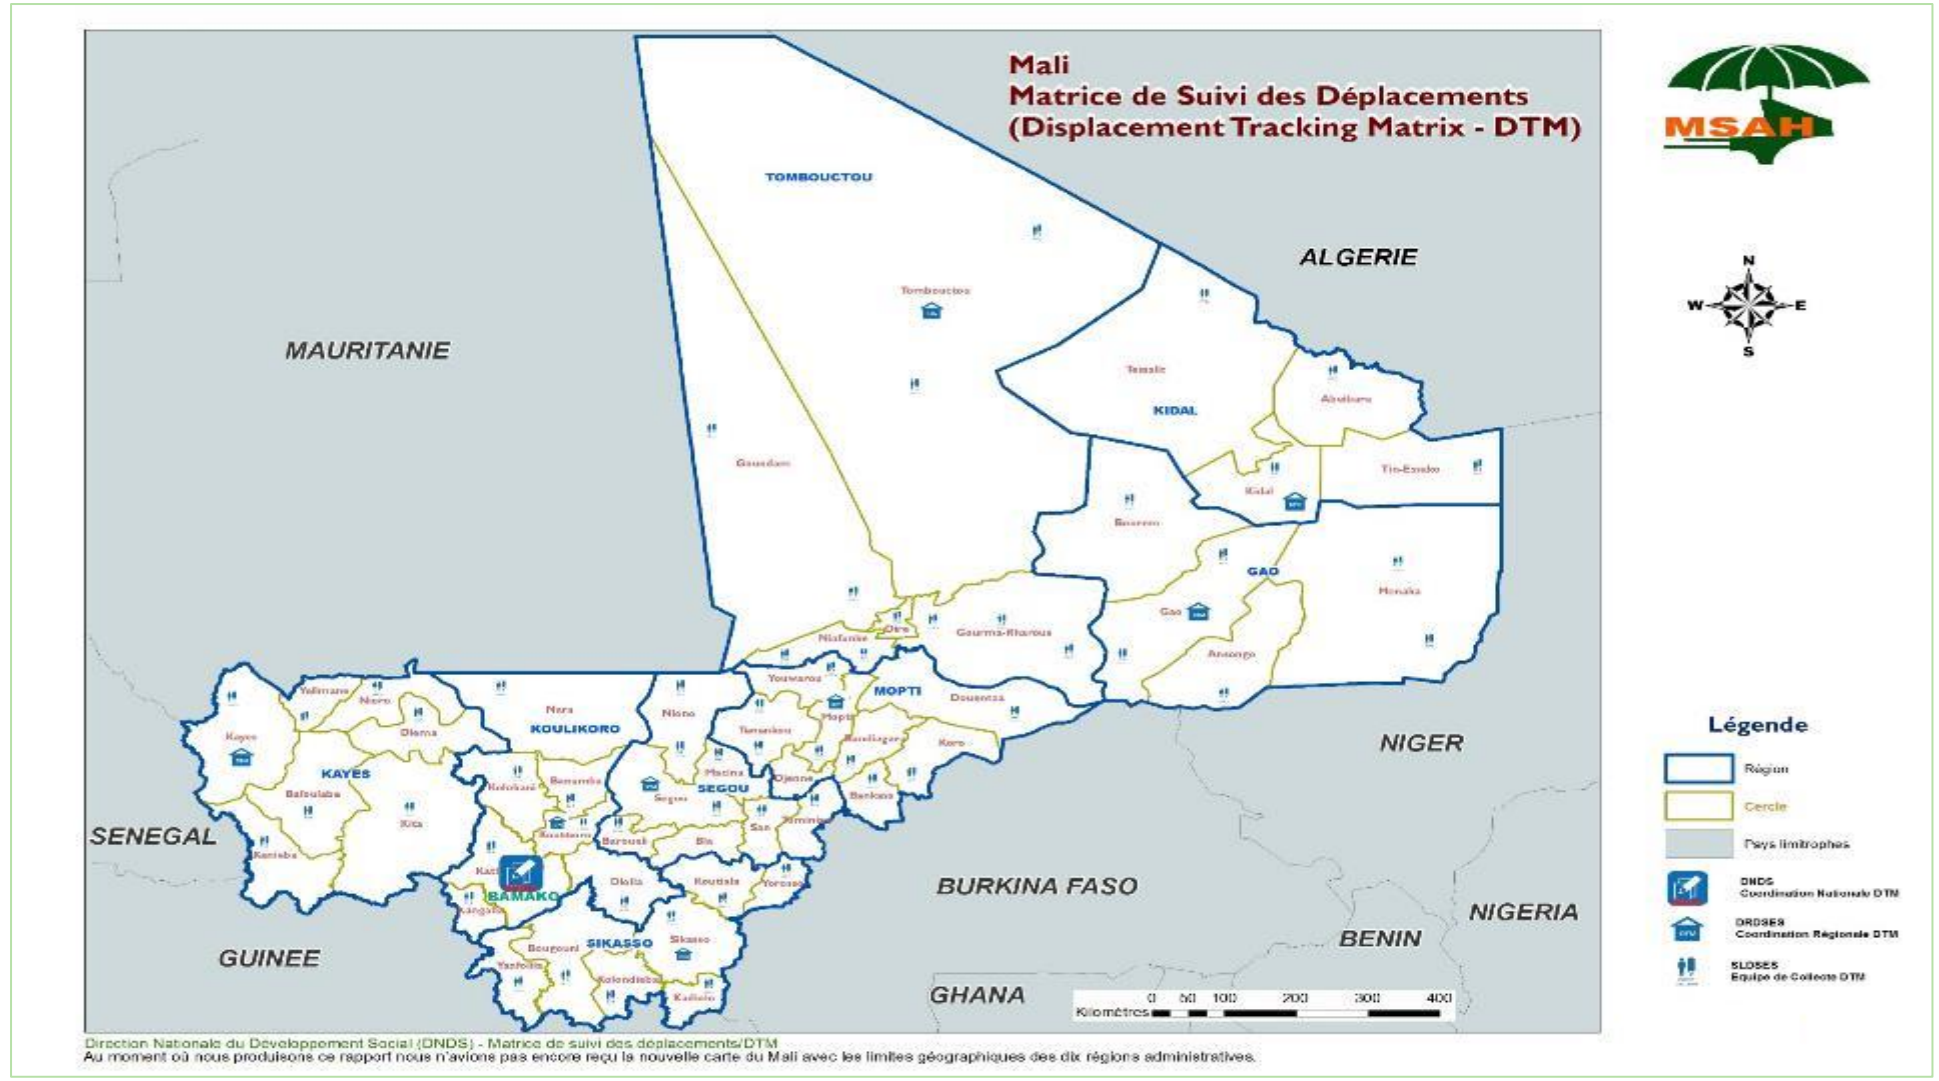 Mali
Matrice de Suivi des Déplacements
(Displacement Tracking Matrix - DTM)
MSAH
TOMBOUCTOU
ALGERIE
N
W
E
S
Tombouctou
MAURITANIE
Tessalit
Abeibara
KIDAL
Goundam
Tin-Essako
Kidal
Bourem
GAO
Menaka
Gao
Dire
Gourma-Rharous
Niafunke
Ansongo
Youwarou
MOPTI
Douentza
Yelimane
Nioro
Nara
Niono
Mopti
KOULIKORO
Tenenkou
Diema
Kayes
Bandiagara
Koro
NIGER
Légende
KAYES
Macina
Djenne
Région
Banamba
Kolokani
SEGOU
Segou
Bankass
Bafoulabe
Cercle
Kita
San
Tominian
SENEGAL
Koulikoro
Baroueli
Bla
Pays limitrophes
Kenieba
Kati
Dioila
Koutiala
Yorosso
BURKINA FASO
DNDS
Coordination Nationale DTM
BAMAKO
Kangaba
NIGERIA
DRDSES
Coordination Régionale DTM
SIKASSO
Sikasso
BENIN
Bougouni
GUINEE
Yanfolila
SLDSES
Equipe de Collecte DTM
Kolondieba
Kadiolo
GHANA
0 50 100 200 300 400
Kilomètres
Direction Nationale du Développement Social (DNDS) - Matrice de suivi des déplacements/DTM
Au moment où nous produisons ce rapport nous n'avions pas encore reçu la nouvelle carte du Mali avec les limites géographiques des dix régions administratives.